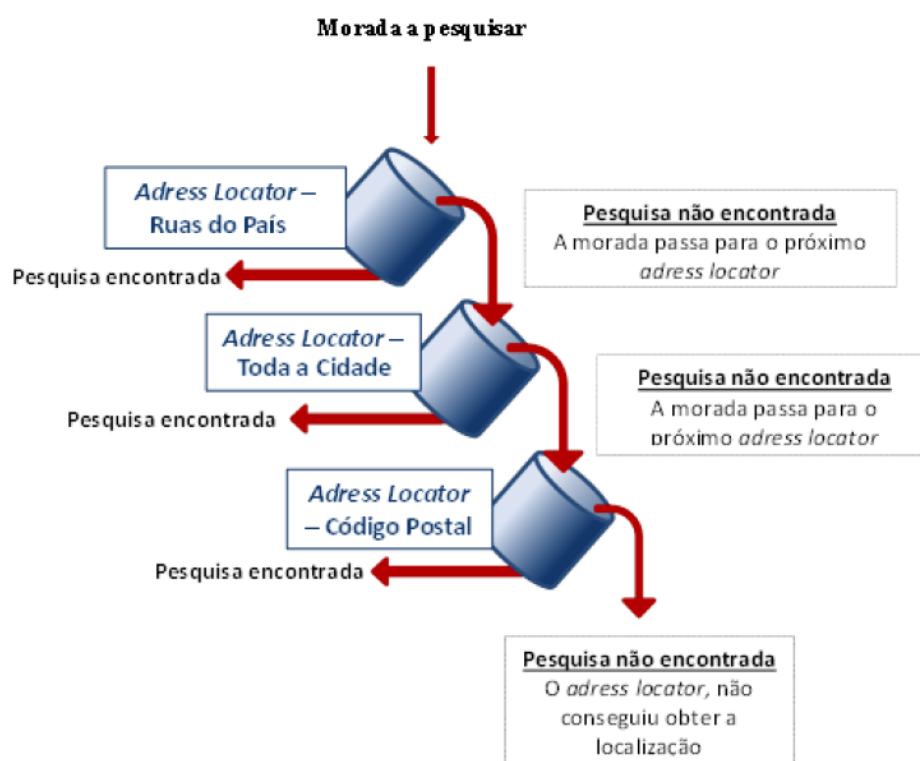 Morada a pesquisar
Adress Locator –
Ruas do País
Pesquisa não encontrada
A morada passa para o próximo
adress locator
Pesquisa encontrada
Adress Locator –
Toda a Cidade
Pesquisa não encontrada
A morada passa para o
próximo adress locator
Pesquisa encontrada
Adress Locator
– Código Postal
Pesquisa encontrada
Pesquisa não encontrada
O adress locator, não
conseguiu obter a
localização